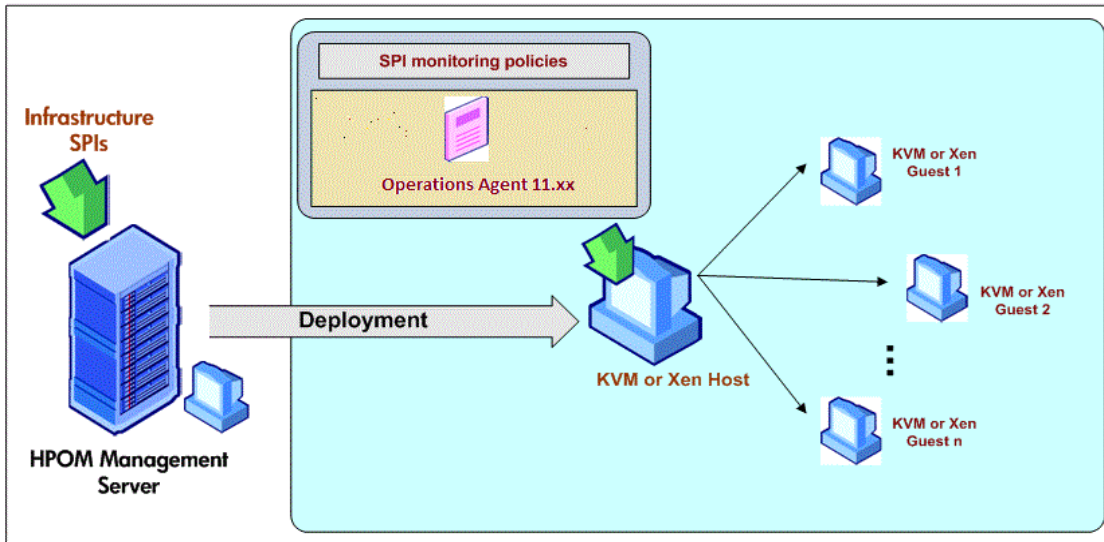 SPI monitoring policies
Operations Agent 11.xx
Infrastructure
SPIs
HPOM Management
Server
Deployment
KVM or Xen Host
KVM or Xen
Guest 1
KVM or Xen
Guest 2
KVM or Xen
Guest n